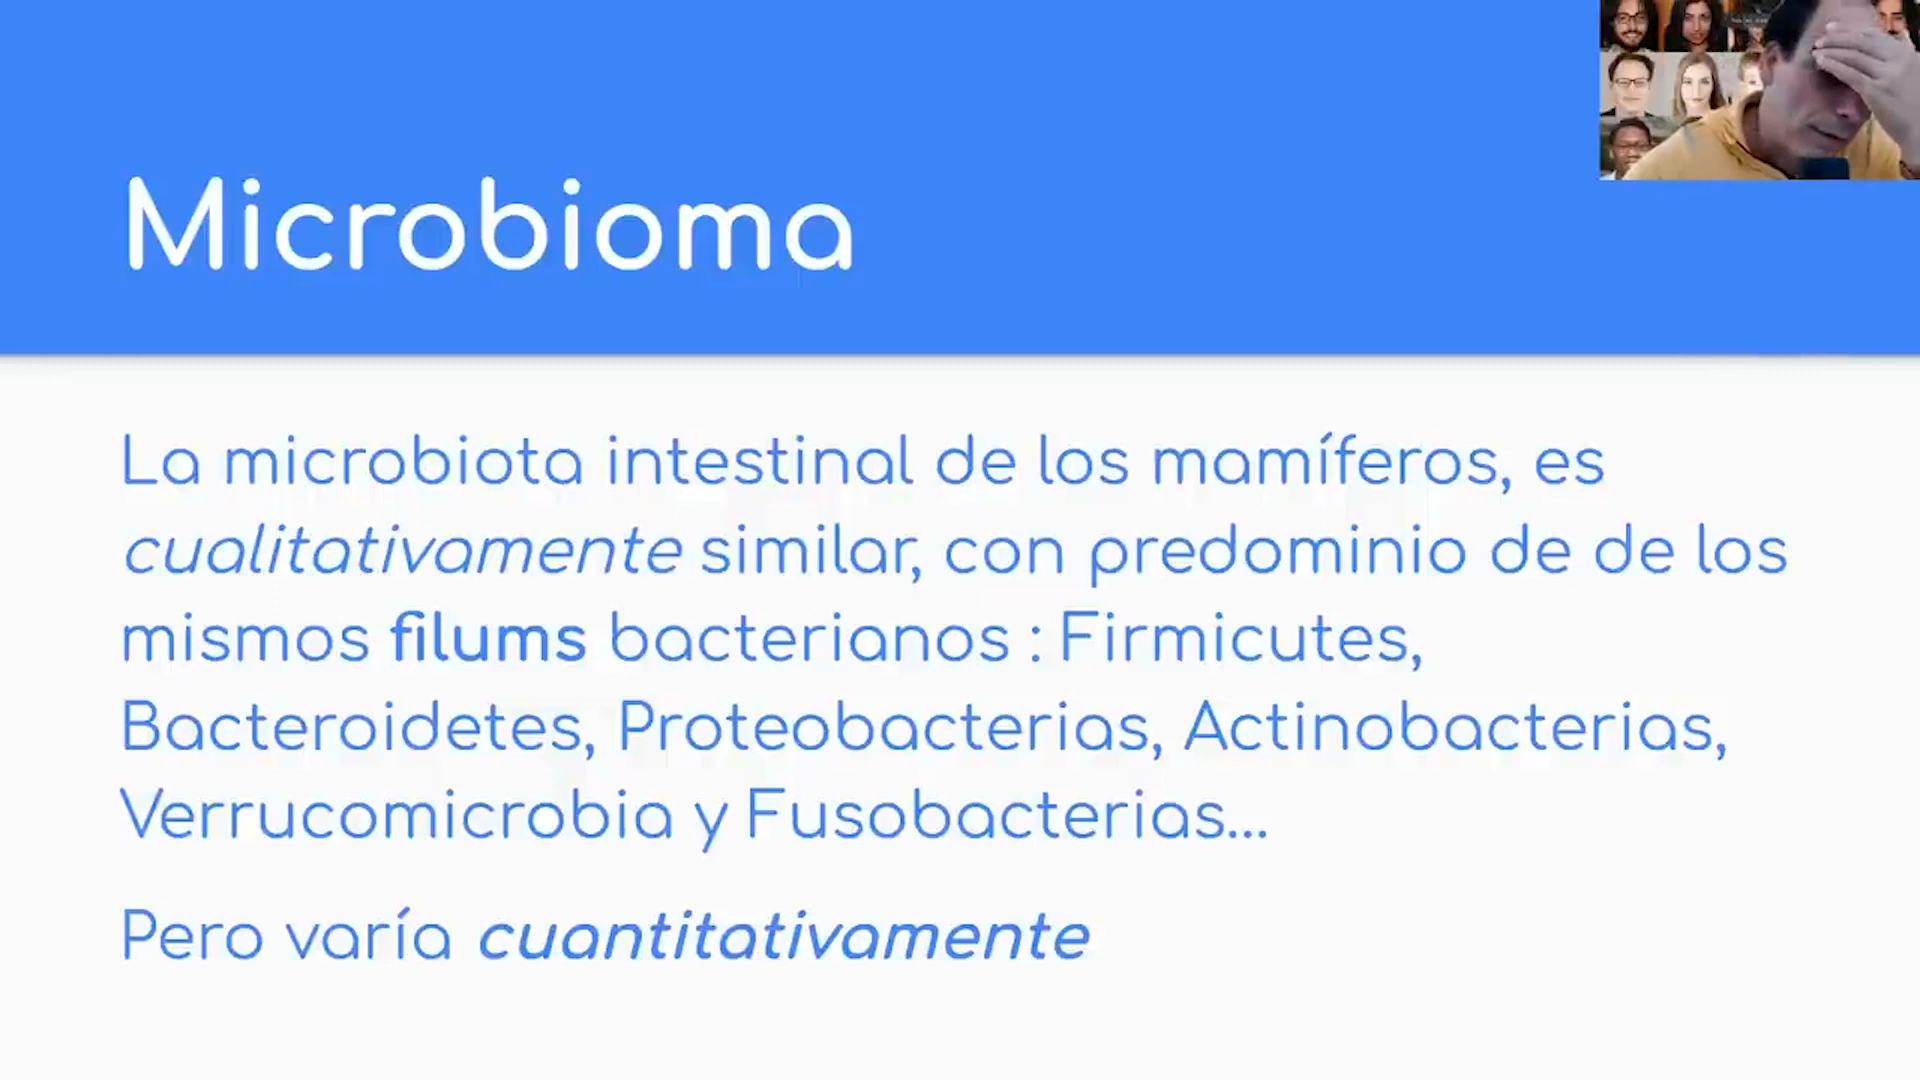 Microbioma
La microbiota intestinal de los mamíferos, es
cualitativamente similar, con predominio de de los
mismos filums bacterianos : Firmicutes,
Bacteroidetes, Proteobacterias, Actinobacterias,
Verrucomicrobia y Fusobacterias...
Pero varía cuantitativamente